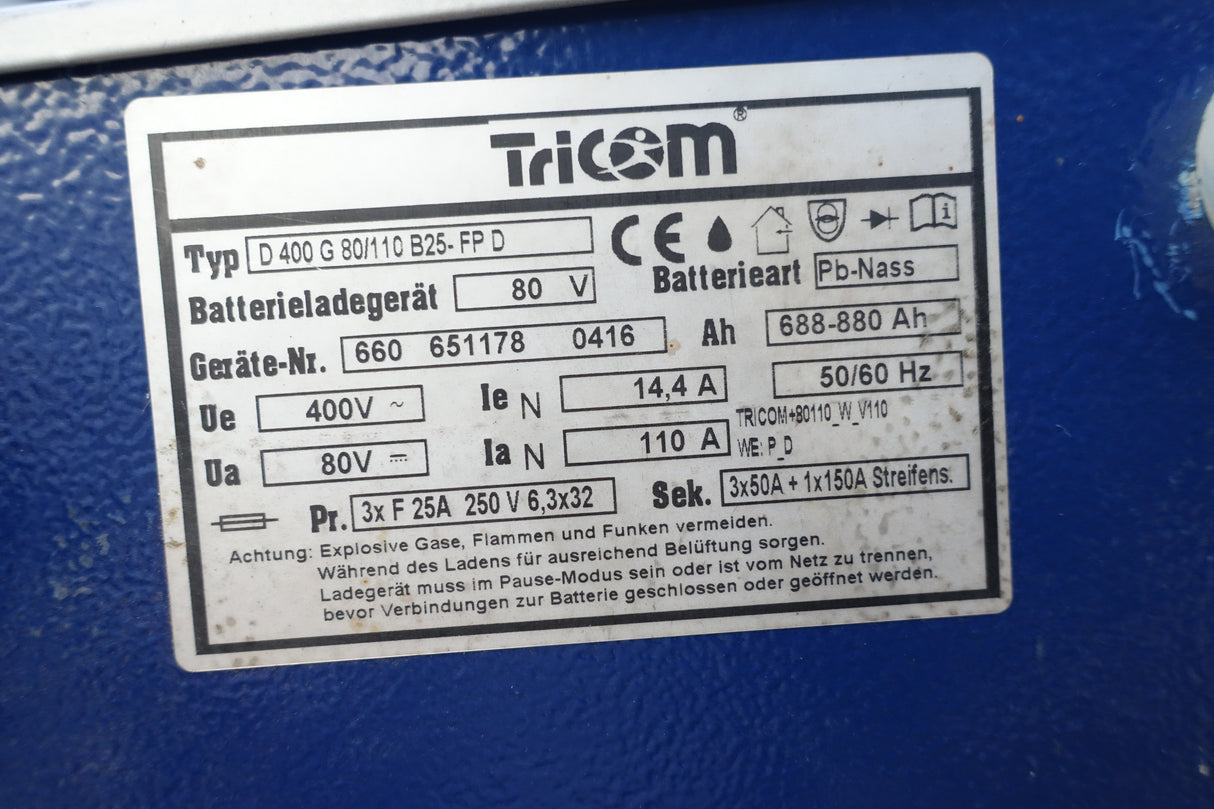 TriCOM®
Typ D 400 G 80/110 B25- FP D CE
Batterieladegerät 80 V Batterieart Pb-Nass
Geräte-Nr. 660 651178 0416 Ah 688-880 Ah
Ue 400V ~ Ie N 14,4 A 50/60 Hz
Ua 80V Ia N 110 A TRICOM+80110_W_V110
WE: P_D
Pr. 3x F 25A 250 V 6,3x32 Sek. 3x50A + 1x150A Streifens.
Achtung: Explosive Gase, Flammen und Funken vermeiden.
Während des Ladens für ausreichend Belüftung sorgen.
Ladegerät muss im Pause-Modus sein oder ist vom Netz zu trennen,
bevor Verbindungen zur Batterie geschlossen oder geöffnet werden.